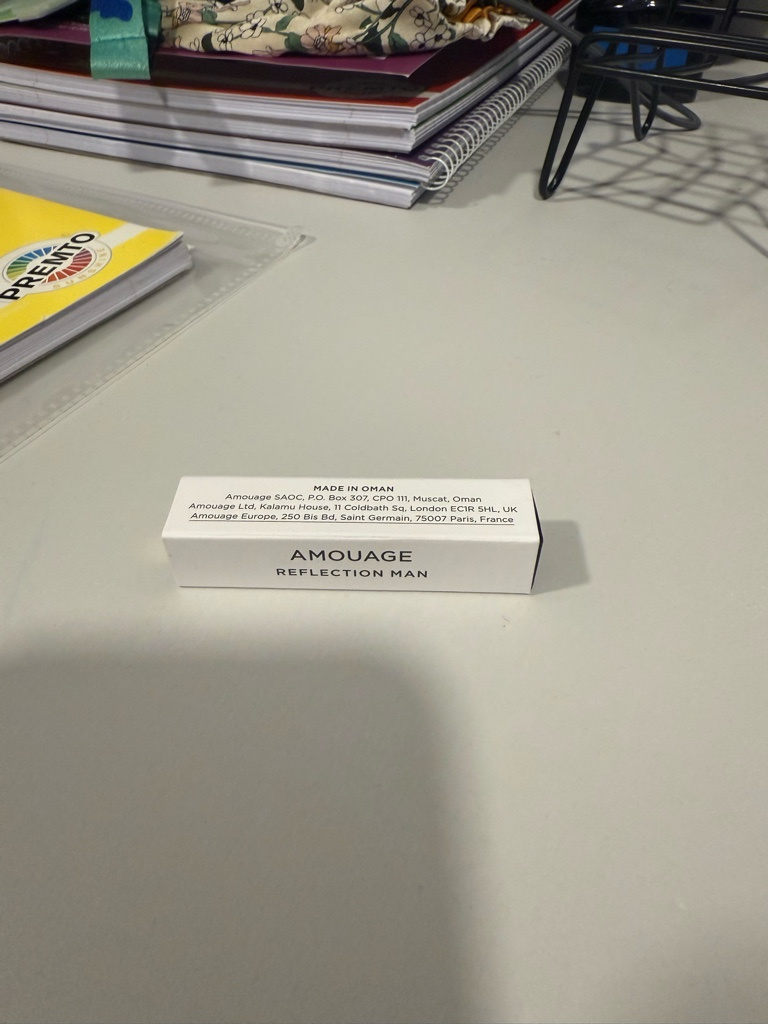 PREMTO
SUNSHINE
MADE IN OMAN
Amouage SAOC, P.O. Box 307, CPO 111, Muscat, Oman
Amouage Ltd, Kalamu House, 11 Coldbath Sq, London EC1R 5HL, UK
Amouage Europe, 250 Bis Bd, Saint Germain, 75007 Paris, France
AMOUAGE
REFLECTION MAN